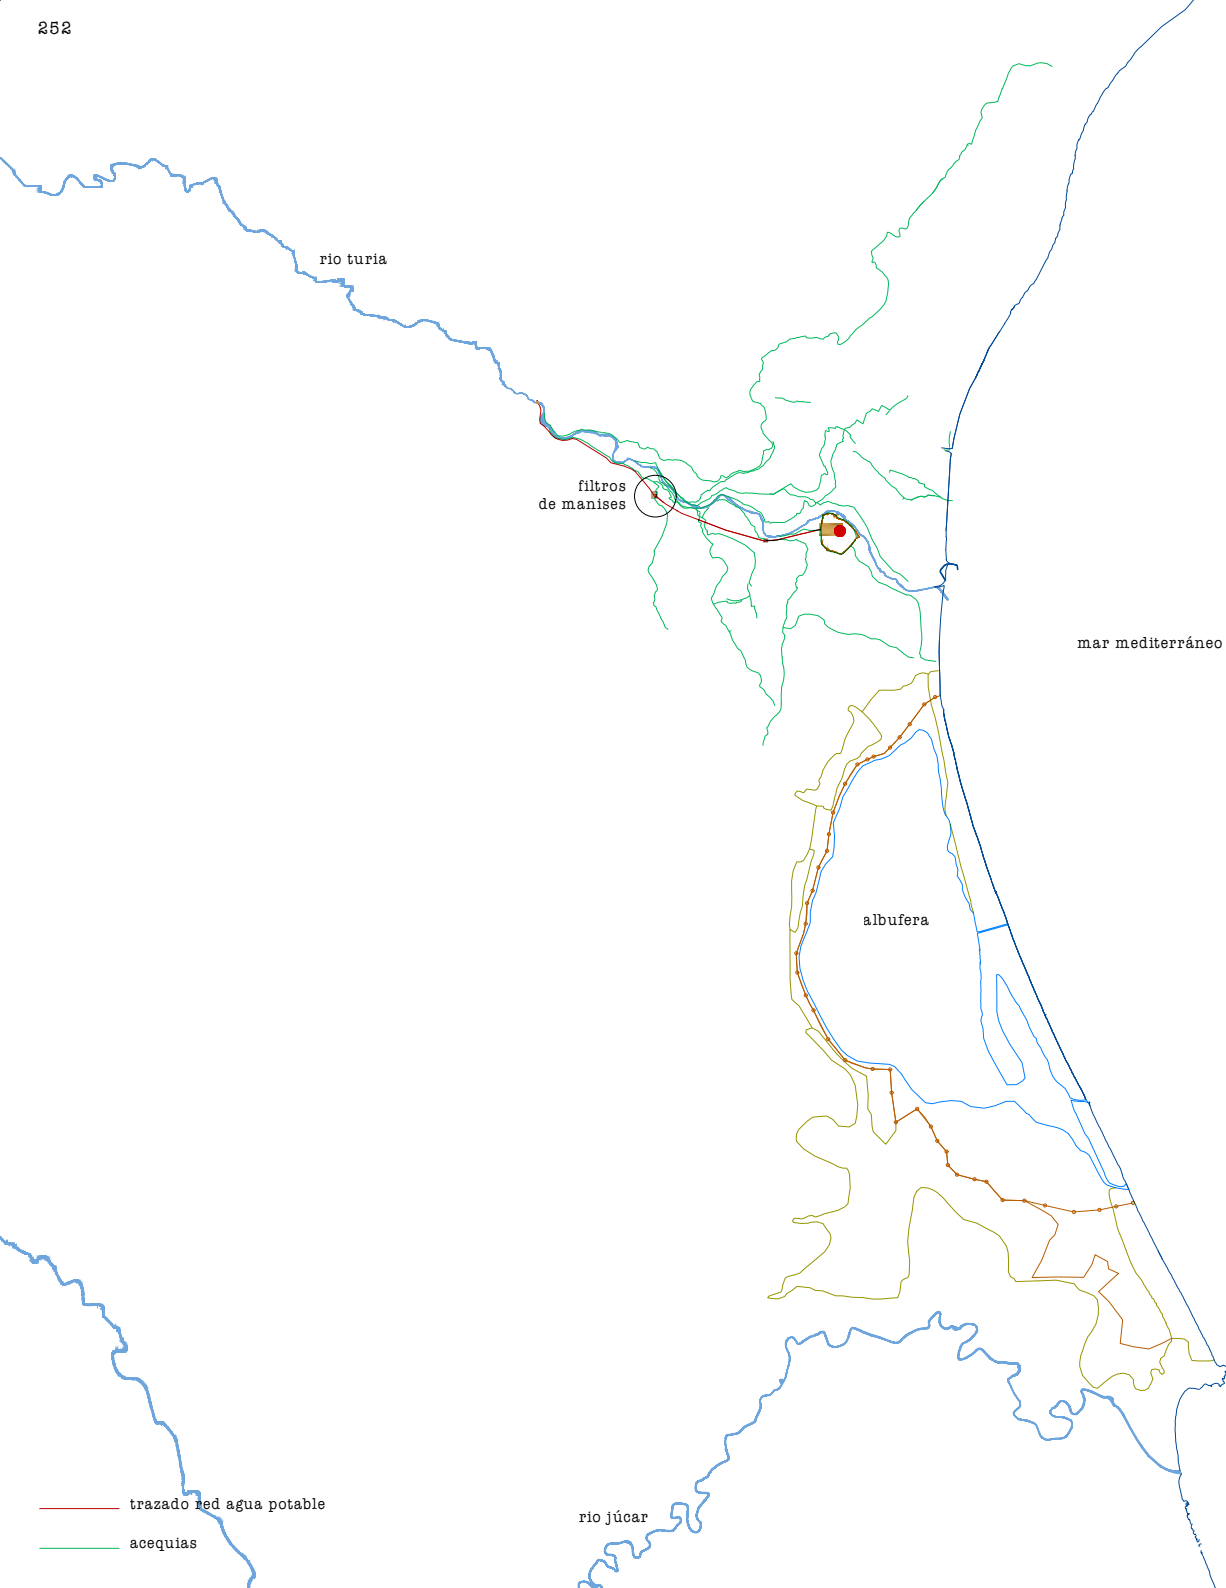 252
rio turia
filtros
de manises
mar mediterráneo
albufera
trazado red agua potable
rio júcar
acequias